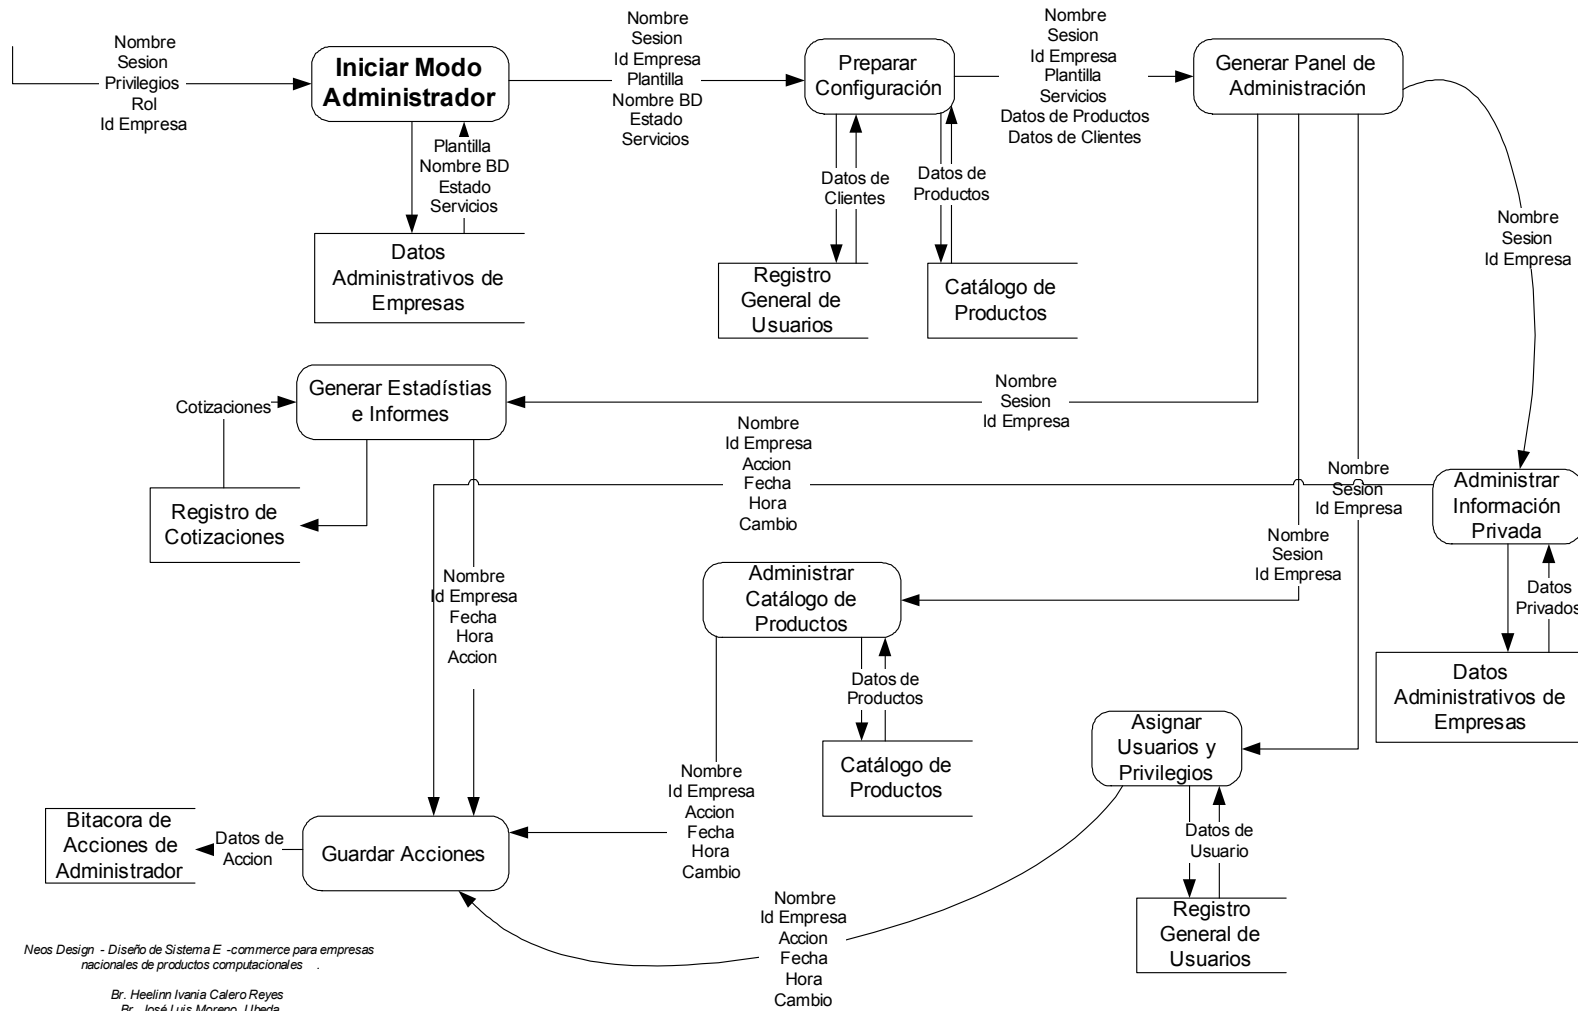 Nombre
Sesion
Privilegios
Rol
Id Empresa
Iniciar Modo
Administrador
Plantilla
Nombre BD
Estado
Servicios
Datos
Administrativos de
Empresas
Nombre
Sesion
Id Empresa
Plantilla
Nombre BD
Estado
Servicios
Preparar
Configuración
Datos de
Clientes
Datos de
Productos
Registro
General de
Usuarios
Catálogo de
Productos
Nombre
Sesion
Id Empresa
Plantilla
Servicios
Datos de Productos
Datos de Clientes
Generar Panel de
Administración
Nombre
Sesion
Id Empresa
Generar Estadístias
e Informes
Cotizaciones
Registro de
Cotizaciones
Nombre
Sesion
Id Empresa
Nombre
Id Empresa
Accion
Fecha
Hora
Cambio
Nombre
Sesion
Id Empresa
Administrar
Información
Privada
Nombre
Sesion
Id Empresa
Datos
Privados
Datos
Administrativos de
Empresas
Nombre
Id Empresa
Fecha
Hora
Accion
Administrar
Catálogo de
Productos
Datos de
Productos
Catálogo de
Productos
Asignar
Usuarios y
Privilegios
Datos de
Usuario
Registro
General de
Usuarios
Nombre
Id Empresa
Accion
Fecha
Hora
Cambio
Bitacora de
Acciones de
Administrador
Datos de
Accion
Guardar Acciones
Nombre
Id Empresa
Accion
Fecha
Hora
Cambio
Neos Design - Diseño de Sistema E -commerce para empresas
nacionales de productos computacionales .
Br. Heelinn Ivania Calero Reyes
Br. José Luis Moreno Ubeda